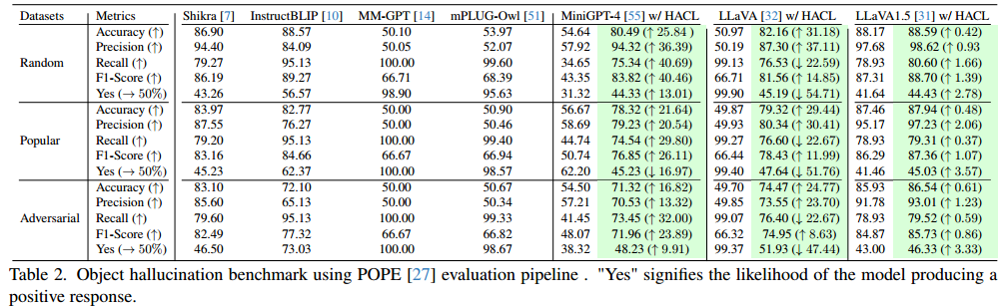 Datasets Metrics Shikra [7] InstructBLIP [10] MM-GPT [14] mPLUG-Owl [51] MiniGPT-4 [55] w/ HACL LLaVA [32] w/ HACL LLaVA1.5 [31] w/ HACL
Accuracy (↑) 86.90 88.57 50.10 53.97 54.64 80.49 (↑ 25.84 ) 50.97 82.16 (↑ 31.18) 88.17 88.59 (↑ 0.42)
Precision (↑) 94.40 84.09 50.05 52.07 57.92 94.32 (↑ 36.39) 50.19 87.30 (↑ 37.11) 97.68 98.62 (↑ 0.93
Random Recall (↑) 79.27 95.13 100.00 99.60 34.65 75.34 (↑ 40.69) 99.13 76.53 (↓ 22.59) 78.93 80.60 (↑ 1.66)
F1-Score (↑) 86.19 89.27 66.71 68.39 43.35 83.82 (↑ 40.46) 66.71 81.56 (↑ 14.85) 87.31 88.70 (↑ 1.39)
Yes (→ 50%) 43.26 56.57 98.90 95.63 31.32 44.33 (↑ 13.01) 99.90 45.19 (↓ 54.71) 41.64 44.43 (↑ 2.78)
Accuracy (↑) 83.97 82.77 50.00 50.90 56.67 78.32 (↑ 21.64) 49.87 79.32 (↑ 29.44) 87.46 87.94 (↑ 0.48)
Precision (↑) 87.55 76.27 50.00 50.46 58.69 79.23 (↑ 20.54) 49.93 80.34 (↑ 30.41) 95.17 97.23 (↑ 2.06)
Popular Recall (↑) 79.20 95.13 100.00 99.40 44.74 74.54 (↑ 29.80) 99.27 76.60 (↓ 22.67) 78.93 79.31 (↑ 0.37)
F1-Score (↑) 83.16 84.66 66.67 66.94 50.74 76.85 (↑ 26.11) 66.44 78.43 (↑ 11.99) 86.29 87.36 (↑ 1.07)
Yes (→ 50%) 45.23 62.37 100.00 98.57 62.20 45.23 (↓ 16.97) 99.40 47.64 (↓ 51.76) 41.46 45.03 (↑ 3.57)
Accuracy (↑) 83.10 72.10 50.00 50.67 54.50 71.32 (↑ 16.82) 49.70 74.47 (↑ 24.77) 85.93 86.54 (↑ 0.61)
Precision (↑) 85.60 65.13 50.00 50.34 57.21 70.53 (↑ 13.32) 49.85 73.55 (↑ 23.70) 91.78 93.01 (↑ 1.23)
Adversarial Recall (↑) 79.60 95.13 100.00 99.33 41.45 73.45 (↑ 32.00) 99.07 76.40 (↓ 22.67) 78.93 79.52 (↑ 0.59)
F1-Score (↑) 82.49 77.32 66.67 66.82 48.07 71.96 (↑ 23.89) 66.32 74.95 (↑ 8.63) 84.87 85.73 (↑ 0.86)
Yes (→ 50%) 46.50 73.03 100.00 98.67 38.32 48.23 (↑ 9.91) 99.37 51.93 (↓ 47.44) 43.00 46.33 (↑ 3.33)
Table 2. Object hallucination benchmark using POPE [27] evaluation pipeline . "Yes" signifies the likelihood of the model producing a
positive response.